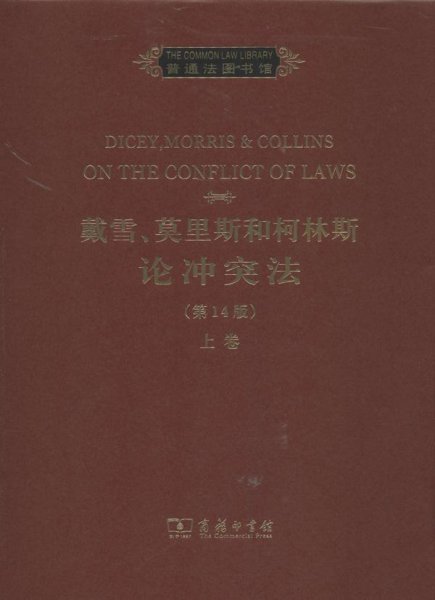 THE COMMON LAW LIBRARY
普通法图书馆
DICEY, MORRIS & COLLINS
ON THE CONFLICT OF LAWS
戴雪、莫里斯和柯林斯
论冲突法
(第14版)
上卷
商务印书馆
The Commercial Press